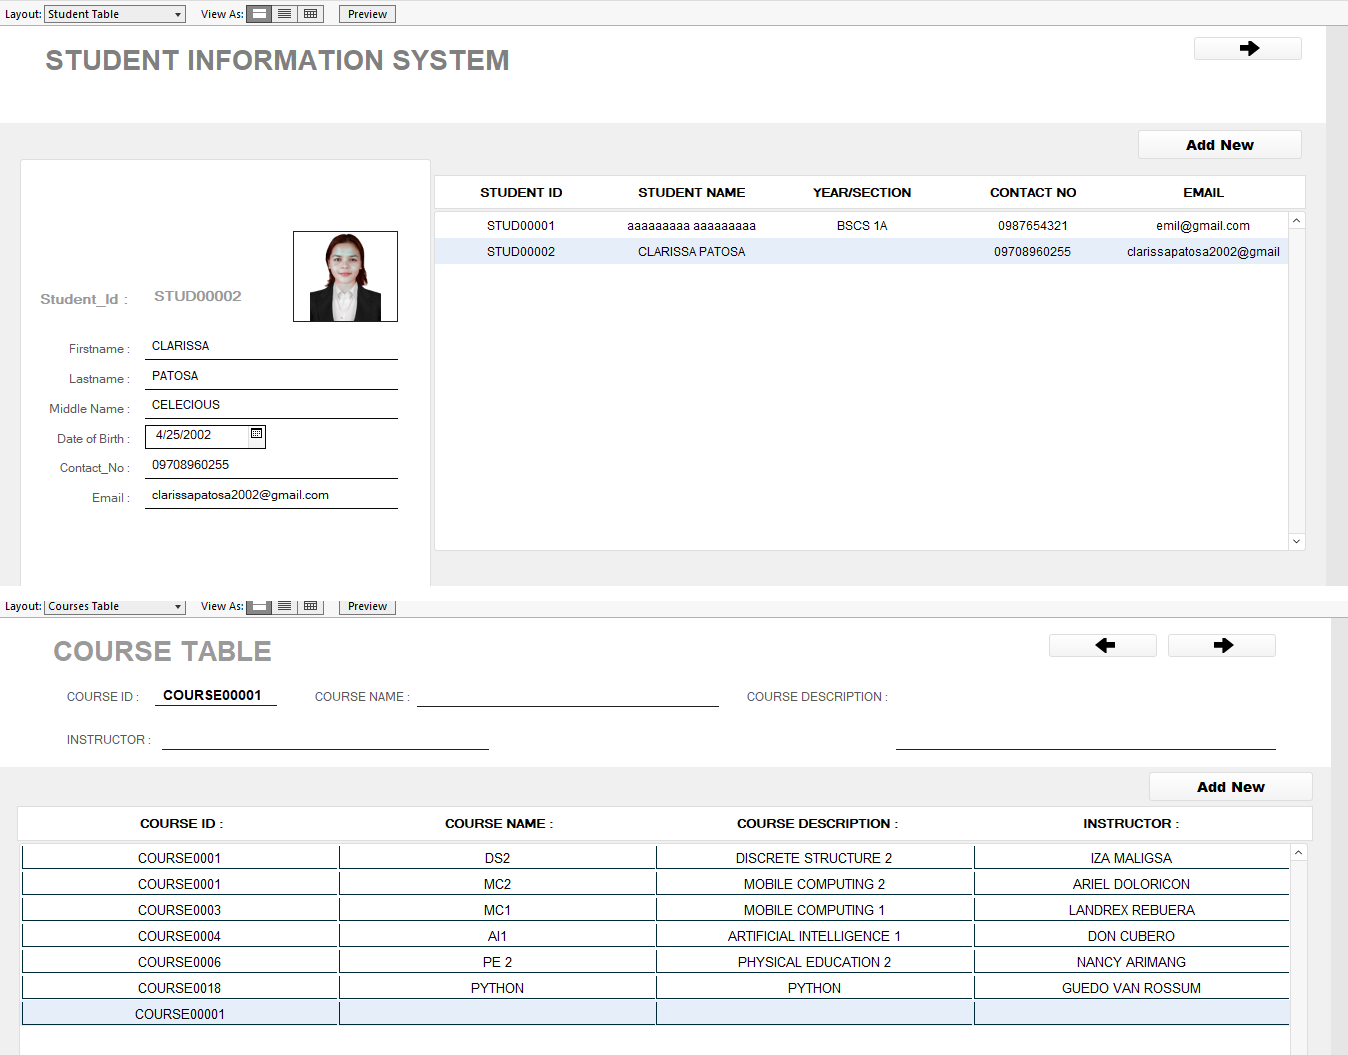 Layout: Student Table View As: Preview
STUDENT INFORMATION SYSTEM
Add New
STUDENT ID STUDENT NAME YEAR/SECTION CONTACT NO EMAIL
STUD00001 aaaaaaaaa aaaaaaaaa BSCS 1A 0987654321 emil@gmail.com
STUD00002 CLARISSA PATOSA 09708960255 clarissapatosa2002@gmail
Student_Id : STUD00002
Firstname : CLARISSA
Lastname : PATOSA
Middle Name : CELECIOUS
Date of Birth : 4/25/2002
Contact_No : 09708960255
Email : clarissapatosa2002@gmail.com
Layout: Courses Table View As: Preview
COURSE TABLE
COURSE ID : COURSE00001 COURSE NAME : COURSE DESCRIPTION :
INSTRUCTOR :
Add New
COURSE ID : COURSE NAME : COURSE DESCRIPTION : INSTRUCTOR :
COURSE0001 DS2 DISCRETE STRUCTURE 2 IZA MALIGSA
COURSE0001 MC2 MOBILE COMPUTING 2 ARIEL DOLORICON
COURSE0003 MC1 MOBILE COMPUTING 1 LANDREX REBUERA
COURSE0004 AI1 ARTIFICIAL INTELLIGENCE 1 DON CUBERO
COURSE0006 PE 2 PHYSICAL EDUCATION 2 NANCY ARIMANG
COURSE0018 PYTHON PYTHON GUEDO VAN ROSSUM
COURSE00001